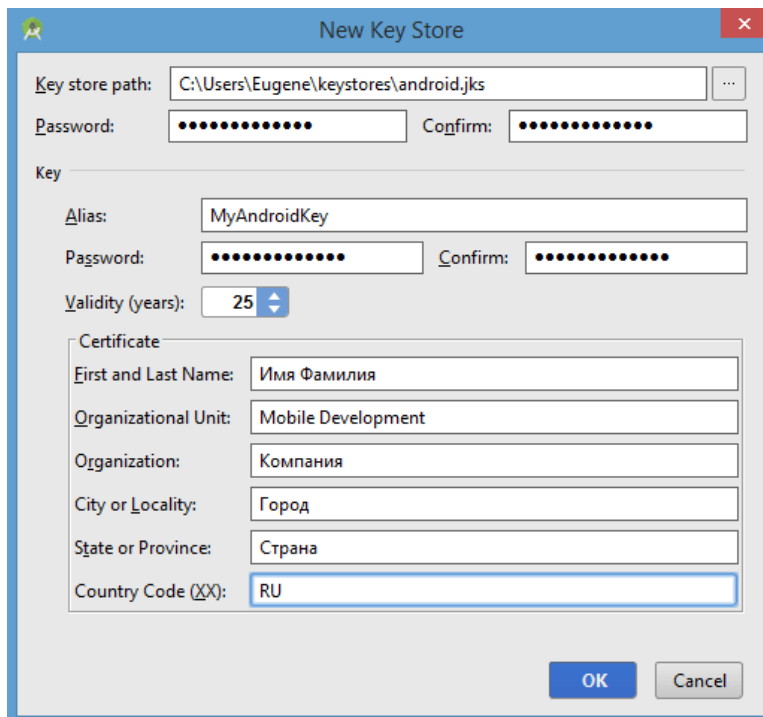 New Key Store
Key store path: C:\Users\Eugene\keystores\android.jks ...
Password: ••••••••••••• Confirm: •••••••••••••
Key
Alias: MyAndroidKey
Password: ••••••••••••• Confirm: •••••••••••••
Validity (years): 25
Certificate
First and Last Name: Имя Фамилия
Organizational Unit: Mobile Development
Organization: Компания
City or Locality: Город
State or Province: Страна
Country Code (XX): RU
OK Cancel